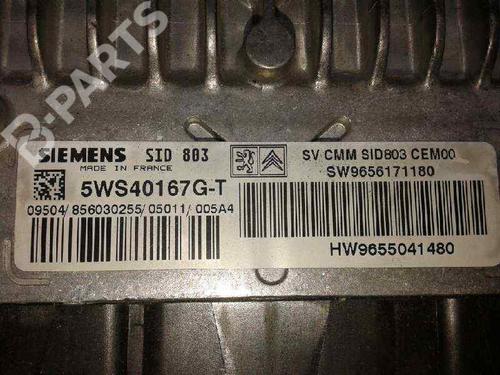 B-PARTS
SIEMENS SID 803
MADE IN FRANCE
5WS40167G-T
09504/856030255/05011/005A4
SV CMM SID803 CEM00
SW9656171180
HW9655041480